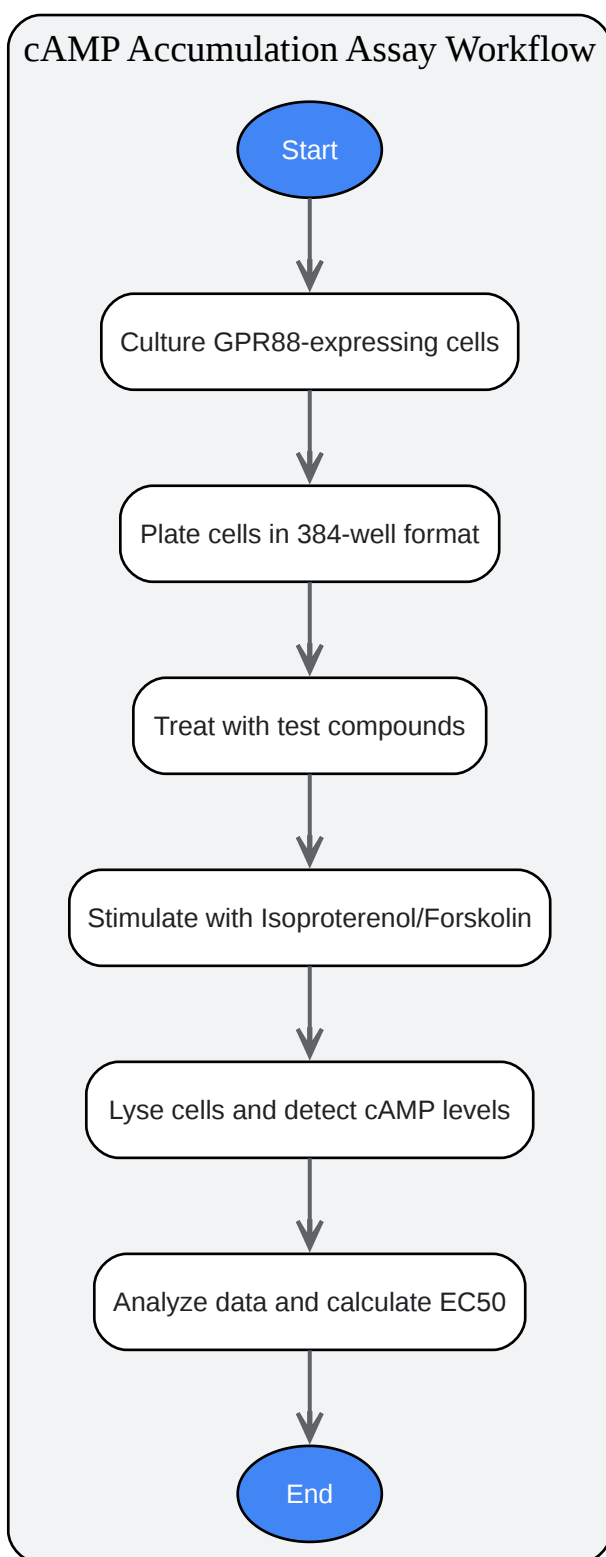 cAMP Accumulation Assay Workflow
Start
Culture GPR88-expressing cells
Plate cells in 384-well format
Treat with test compounds
Stimulate with Isoproterenol/Forskolin
Lyse cells and detect cAMP levels
Analyze data and calculate EC50
End